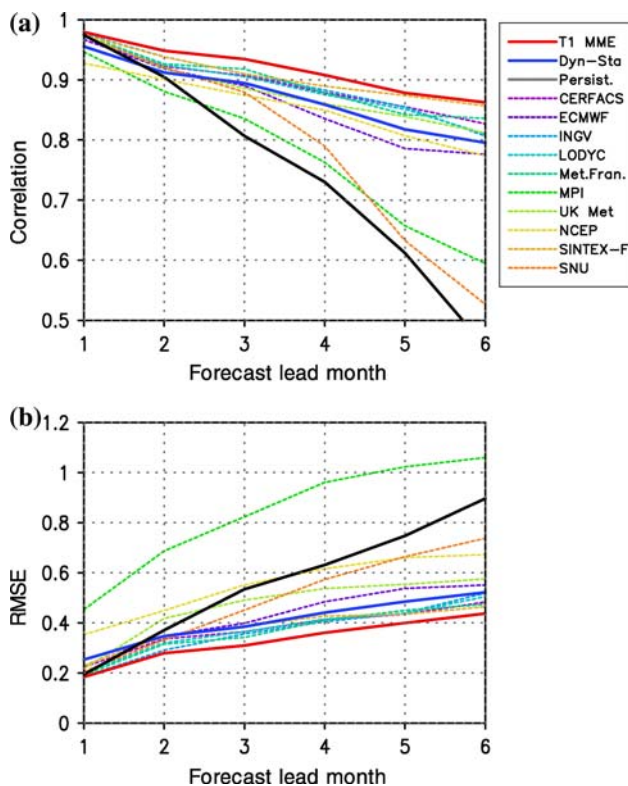 (a)
1
0.9
0.8
0.7
0.6
0.5
Correlation
1 2 3 4 5 6
Forecast lead month
T1 MME
Dyn-Sta
Persist.
CERFACS
ECMWF
INGV
LODYC
Met.Fran.
MPI
UK Met
NCEP
SINTEX-F
SNU
(b)
1.2
1
0.8
0.6
0.4
0.2
0
RMSE
1 2 3 4 5 6
Forecast lead month